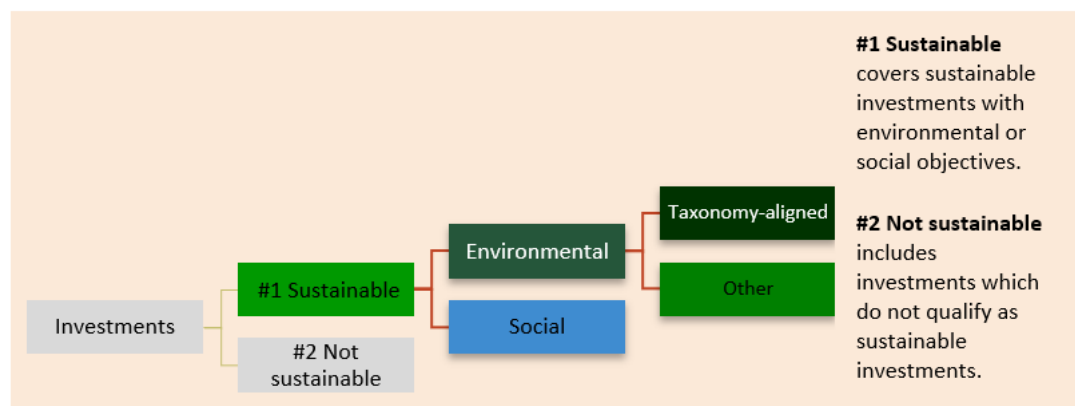 Investments
#1 Sustainable
#2 Not
sustainable
Environmental
Social
Taxonomy-aligned
Other
#1 Sustainable
covers sustainable
investments with
environmental or
social objectives.
#2 Not sustainable
includes
investments which
do not qualify as
sustainable
investments.